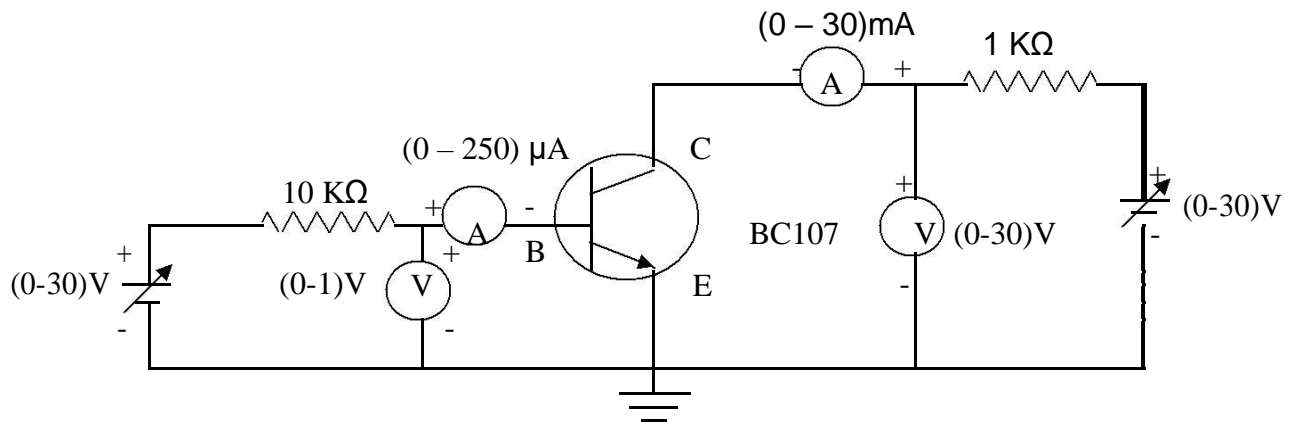 (0 – 30)mA
1 KΩ
- A +
(0 – 250) µA
C
10 KΩ
+ A -
B
BC107
+
V
-
(0-30)V
+
-
(0-30)V
+
-
(0-30)V
(0-1)V
+
V
-
E